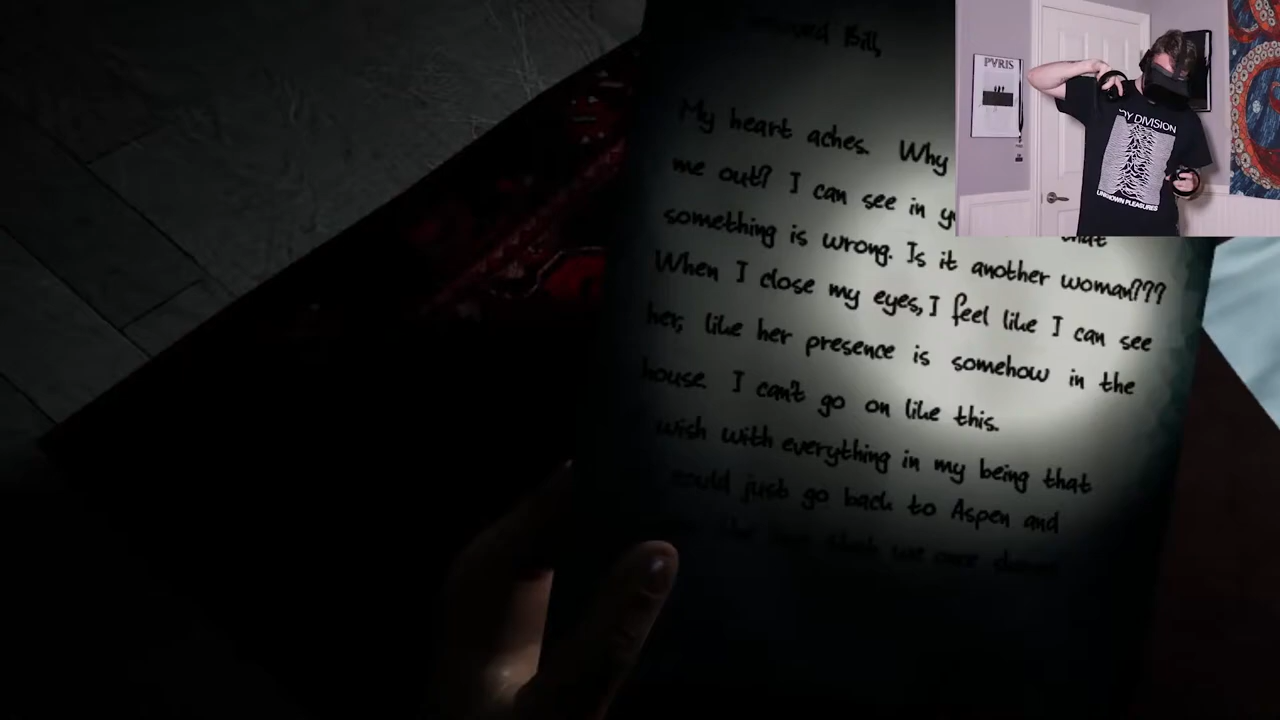 Bill,
My heart aches. Why
me out? I can see in that
something is wrong. Is it another woman???
When I close my eyes, I feel like I can see
her, like her presence is somehow in the
house. I can't go on like this.
wish with everything in my being that
could just go back to Aspen and
PVRIS
JOY DIVISION
UNKNOWN PLEASURES